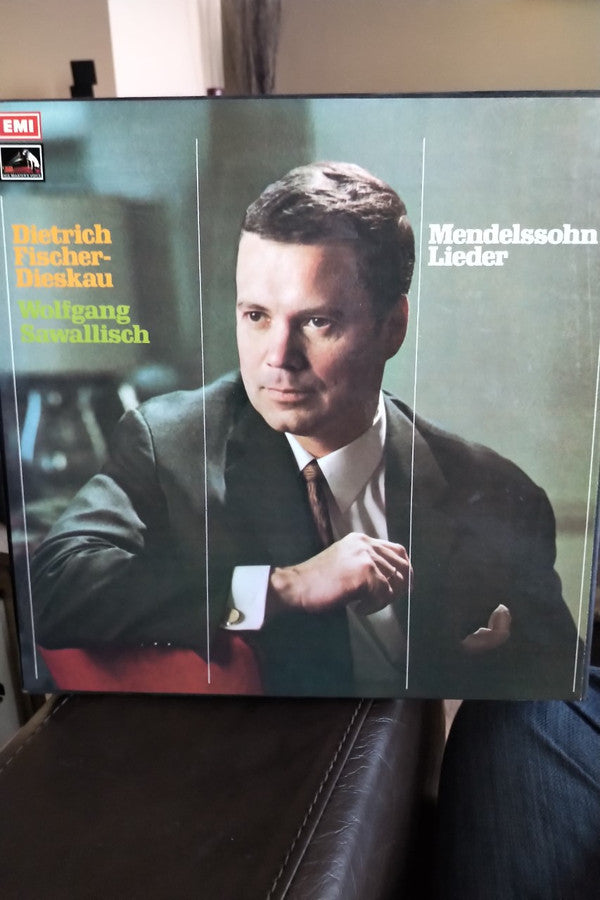 EMI
Dietrich
Fischer-
Dieskau
Wolfgang
Sawallisch
Mendelssohn
Lieder